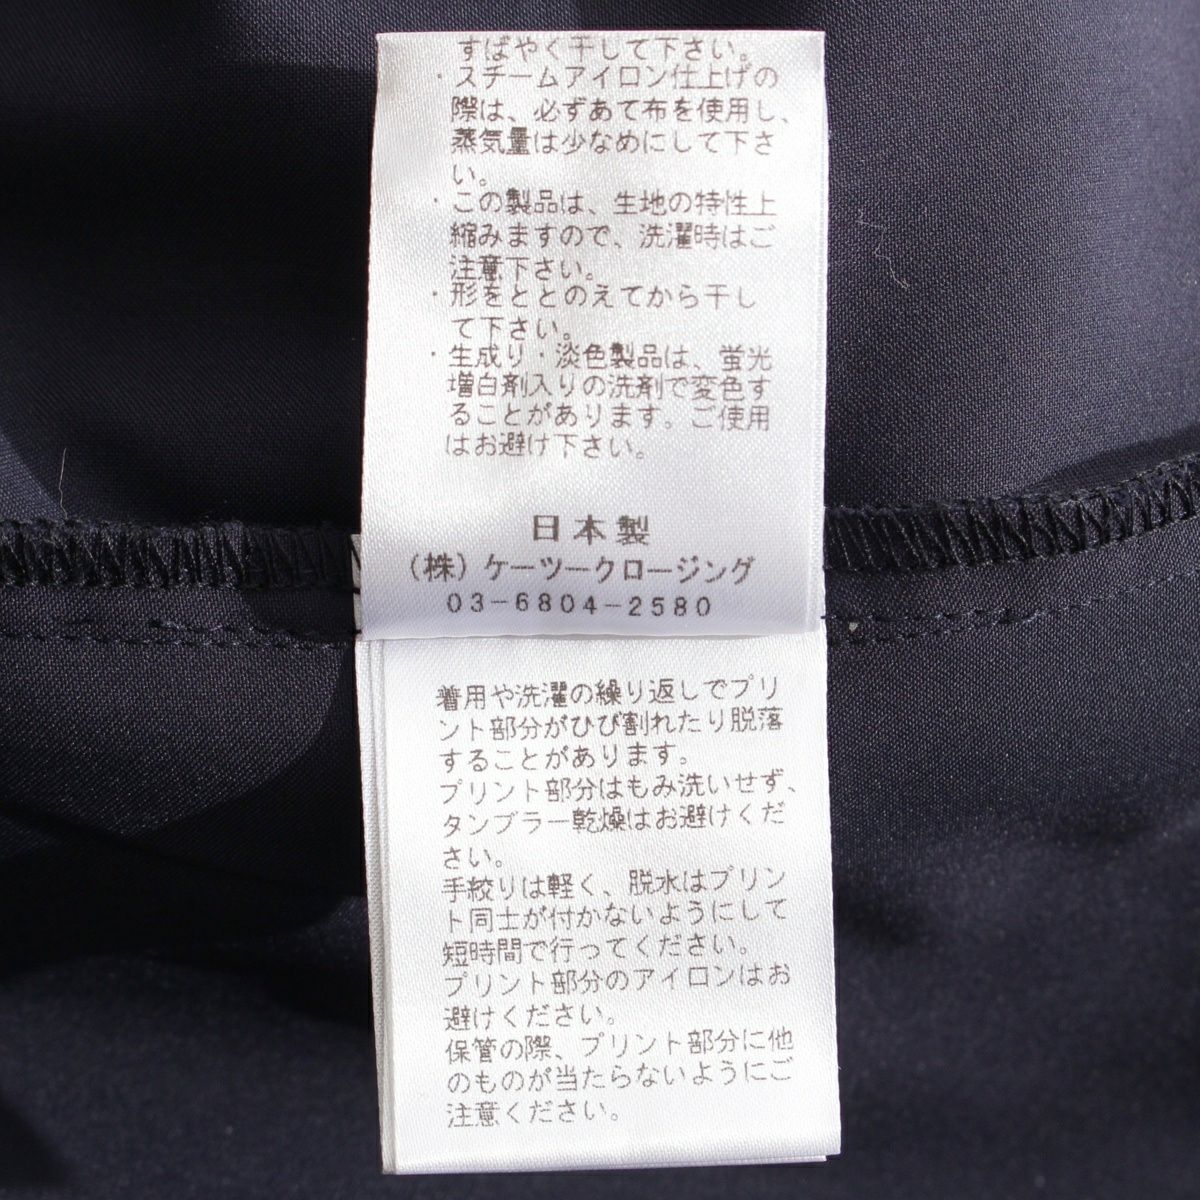 すばやく干して下さい。
・スチームアイロン仕上げの
際は、必ずあて布を使用し、
蒸気量は少なめにして下さ
い。
・この製品は、生地の特性上
縮みますので、洗濯時はご
注意下さい。
・形をととのえてから干し
て下さい。
・生成り・淡色製品は、蛍光
増白剤入りの洗剤で変色す
ることがあります。ご使用
はお避け下さい。
日本製
(株)ケーツークロージング
03-6804-2580
着用や洗濯の繰り返しでプリ
ント部分がひび割れたり脱落
することがあります。
プリント部分はもみ洗いせず、
タンブラー乾燥はお避けくだ
さい。
手絞りは軽く、脱水はプリン
ト同士が付かないようにして
短時間で行ってください。
プリント部分のアイロンはお
避けください。
保管の際、プリント部分に他
のものが当たらないようにご
注意ください。